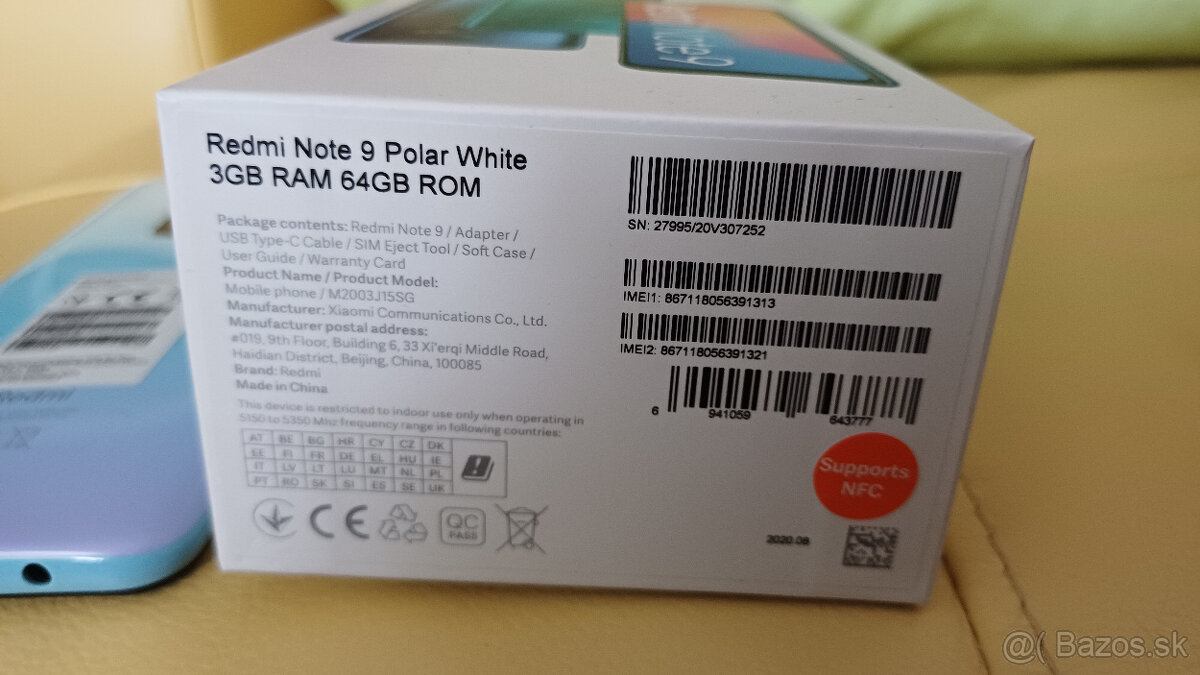 Redmi Note 9 Polar White
3GB RAM 64GB ROM
Package contents: Redmi Note 9 / Adapter /
USB Type-C Cable / SIM Eject Tool / Soft Case /
User Guide / Warranty Card
Product Name / Product Model:
Mobile phone / M2003J15SG
Manufacturer: Xiaomi Communications Co., Ltd.
Manufacturer postal address:
#019, 9th Floor, Building 6, 33 Xi'erqi Middle Road,
Haidian District, Beijing, China, 100085
Brand: Redmi
Made in China
This device is restricted to indoor use only when operating in
5150 to 5350 Mhz frequency range in following countries:
AT BE BG HR CY CZ DK
EE FI FR DE EL HU IE
IT LV LT LU MT NL PL
PT RO SK SI ES SE UK
CE
QC
PASS
SN: 27995/20V307252
IMEI1: 867118056391313
IMEI2: 867118056391321
6 941059 643777
Supports
NFC
2020.08
Redmi
@( Bazos.sk